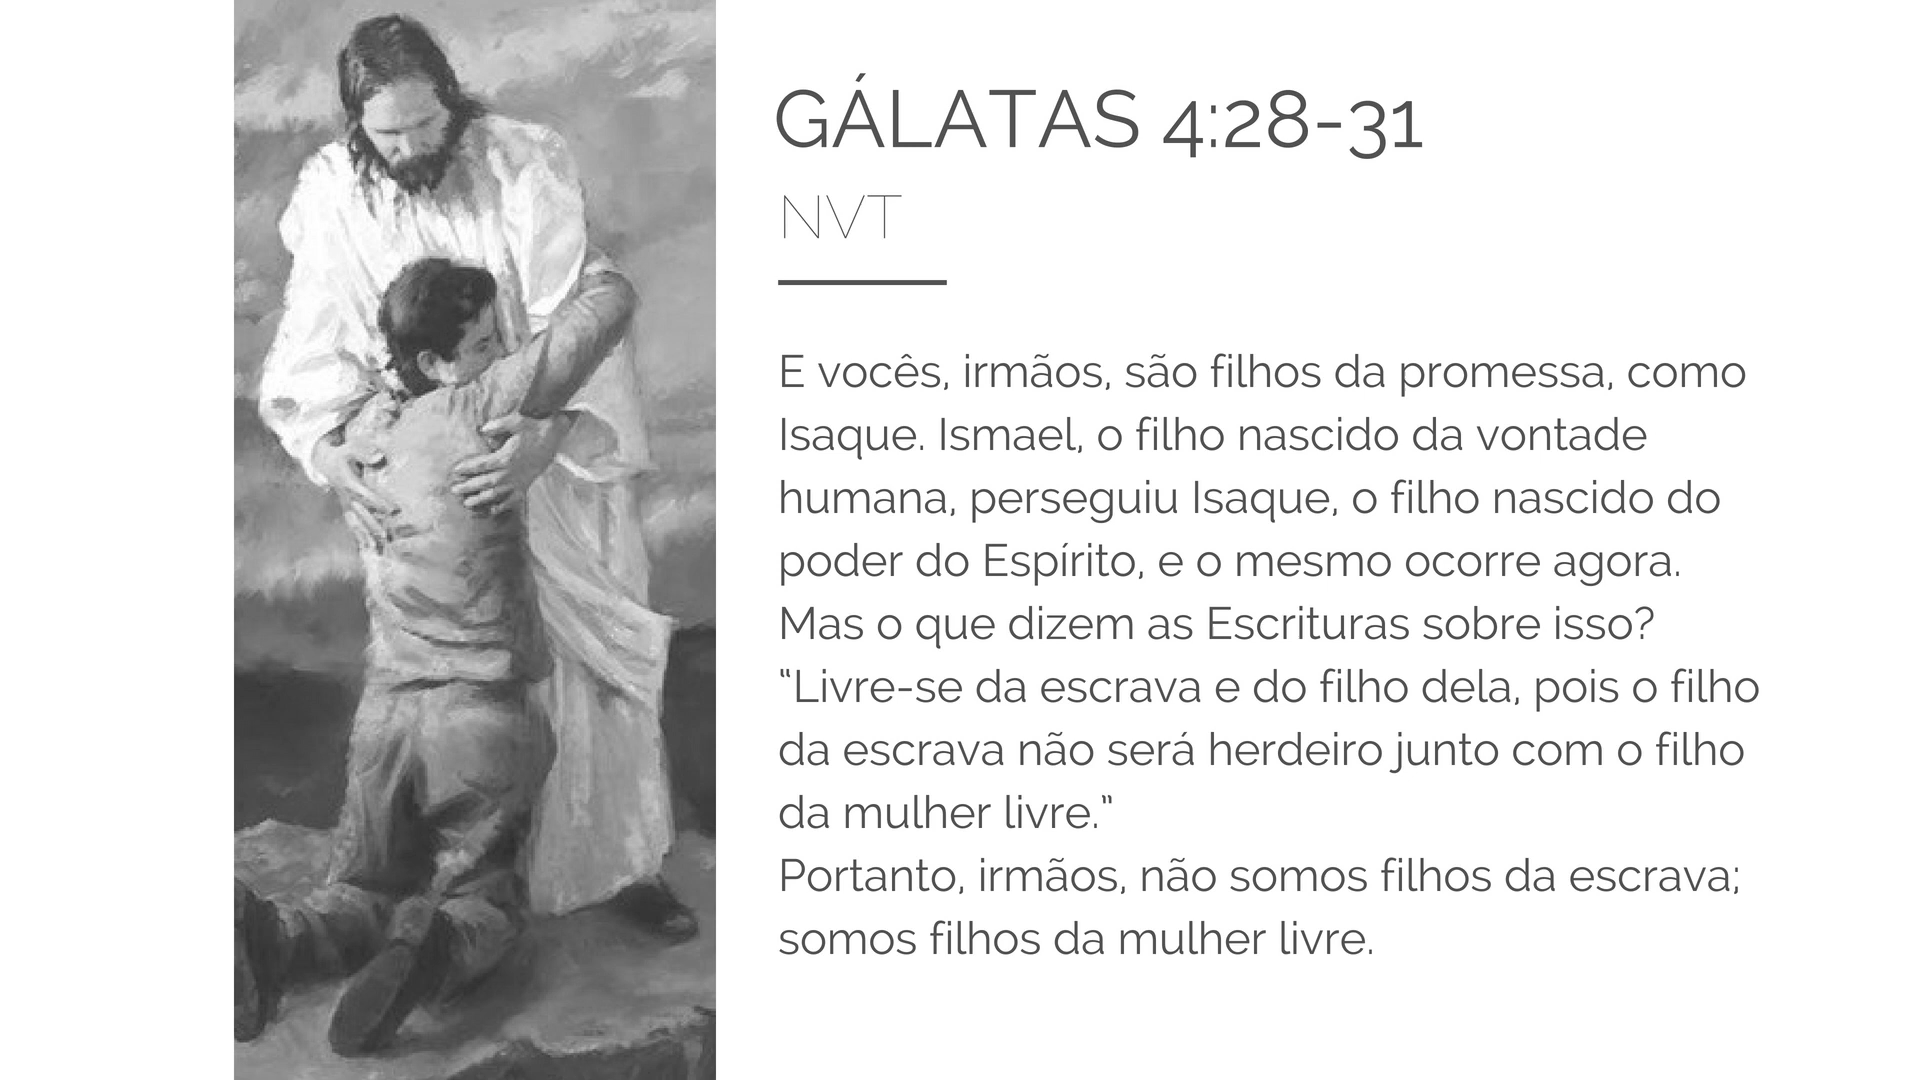 GÁLATAS 4:28-31
NVT
E vocês, irmãos, são filhos da promessa, como
Isaque. Ismael, o filho nascido da vontade
humana, perseguiu Isaque, o filho nascido do
poder do Espírito, e o mesmo ocorre agora.
Mas o que dizem as Escrituras sobre isso?
“Livre-se da escrava e do filho dela, pois o filho
da escrava não será herdeiro junto com o filho
da mulher livre.”
Portanto, irmãos, não somos filhos da escrava;
somos filhos da mulher livre.